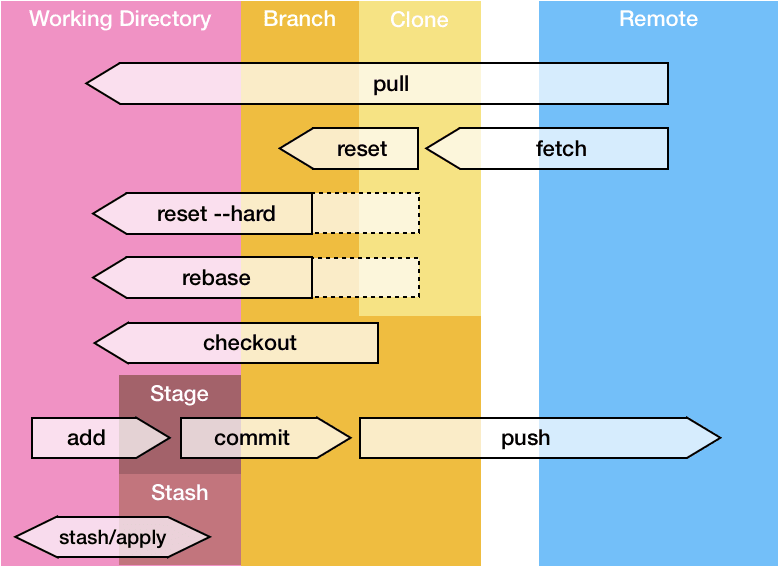 Working Directory
Branch
Clone
Remote
pull
reset
fetch
reset --hard
rebase
checkout
Stage
add
commit
push
Stash
stash/apply